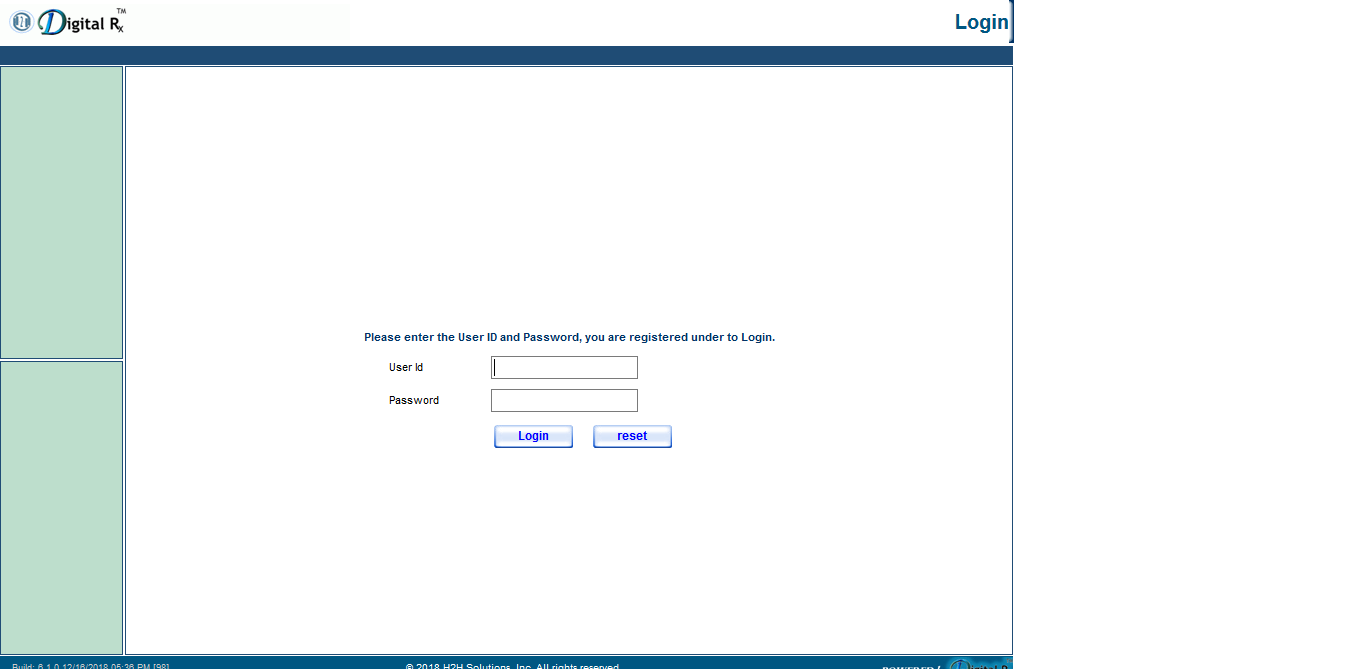 Digital Rx™
Login
Please enter the User ID and Password, you are registered under to Login.
User Id
Password
Login reset
Build: 6.1.0 12/16/2018 05:36 PM [98]
© 2018 H2H Solutions, Inc. All rights reserved.
POWERED
Digital R